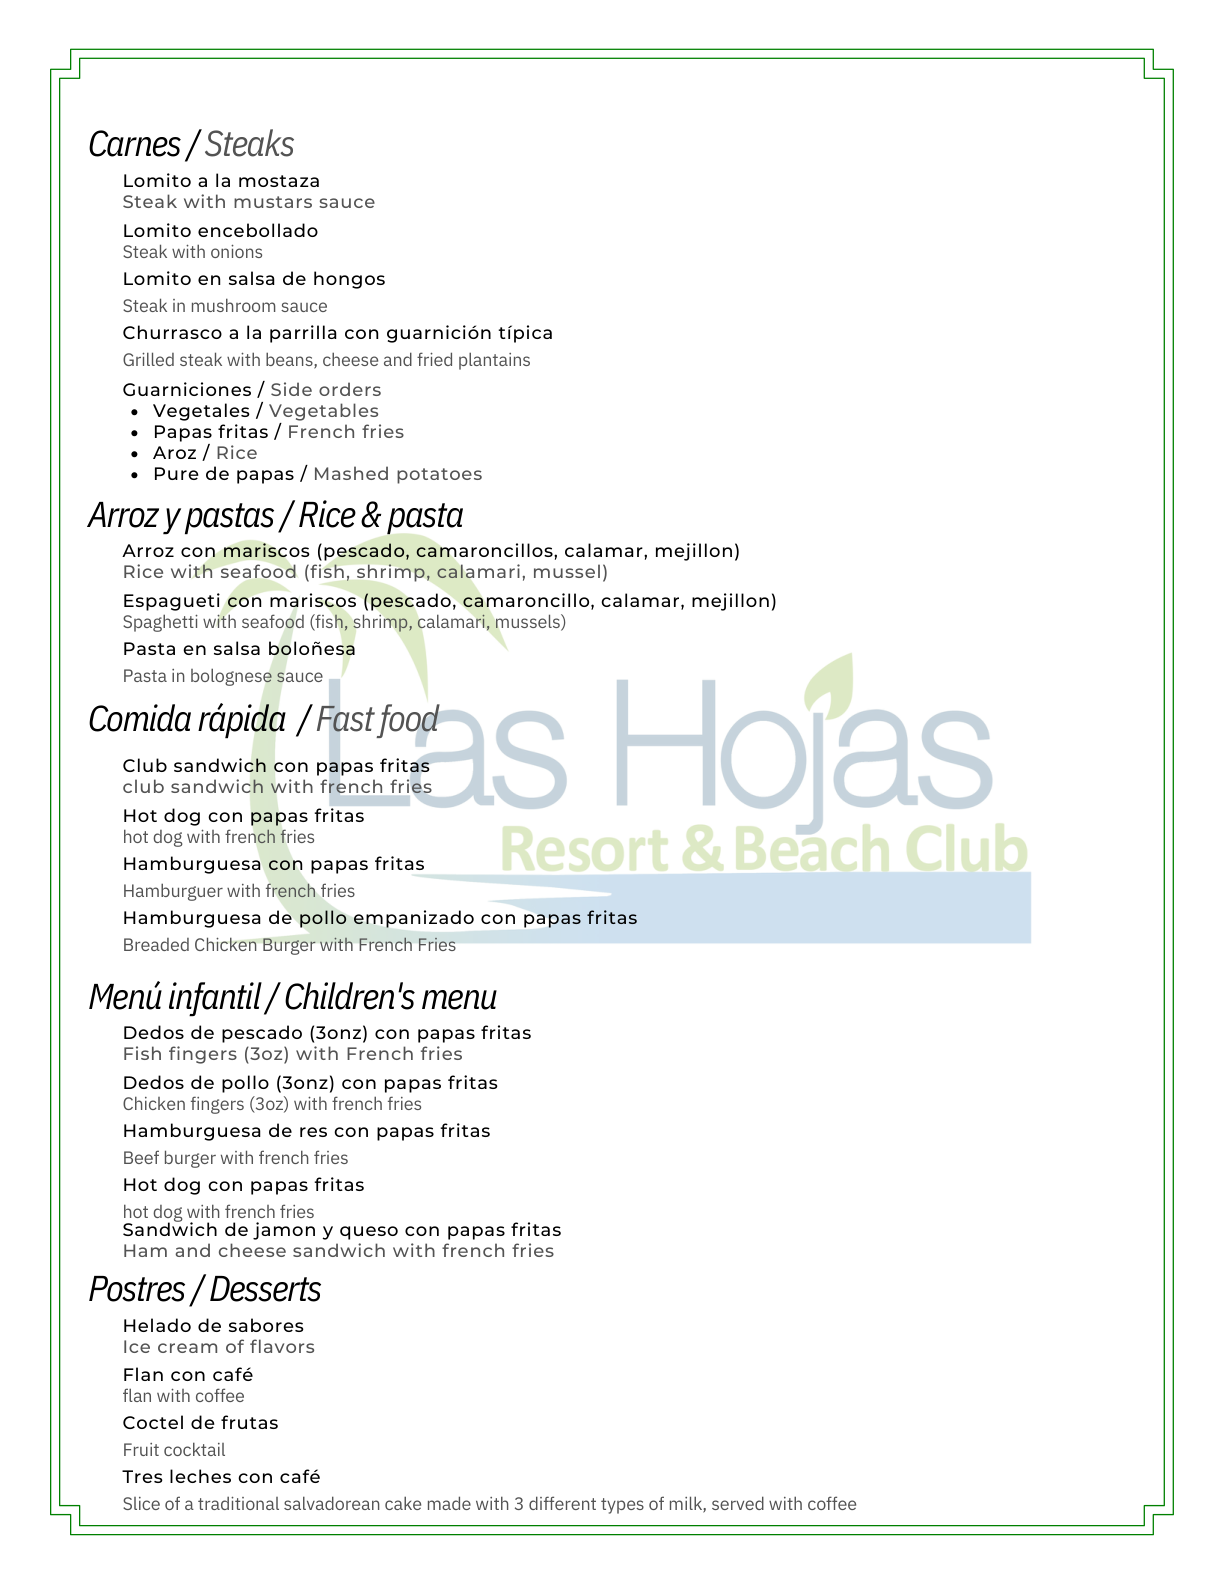 Carnes / Steaks
Lomito a la mostaza
Steak with mustars sauce
Lomito encebollado
Steak with onions
Lomito en salsa de hongos
Steak in mushroom sauce
Churrasco a la parrilla con guarnición típica
Grilled steak with beans, cheese and fried plantains
Guarniciones / Side orders
• Vegetales / Vegetables
• Papas fritas / French fries
• Aroz / Rice
• Pure de papas / Mashed potatoes
Arroz y pastas / Rice & pasta
Arroz con mariscos (pescado, camaroncillos, calamar, mejillon)
Rice with seafood (fish, shrimp, calamari, mussel)
Espagueti con mariscos (pescado, camaroncillo, calamar, mejillon)
Spaghetti with seafood (fish, shrimp, calamari, mussels)
Pasta en salsa boloñesa
Pasta in bolognese sauce
Comida rápida / Fast food
Las Hojas
Resort & Beach Club
Club sandwich con papas fritas
club sandwich with french fries
Hot dog con papas fritas
hot dog with french fries
Hamburguesa con papas fritas
Hamburguer with french fries
Hamburguesa de pollo empanizado con papas fritas
Breaded Chicken Burger with French Fries
Menú infantil / Children's menu
Dedos de pescado (3onz) con papas fritas
Fish fingers (3oz) with French fries
Dedos de pollo (3onz) con papas fritas
Chicken fingers (3oz) with french fries
Hamburguesa de res con papas fritas
Beef burger with french fries
Hot dog con papas fritas
hot dog with french fries
Sandwich de jamon y queso con papas fritas
Ham and cheese sandwich with french fries
Postres / Desserts
Helado de sabores
Ice cream of flavors
Flan con café
flan with coffee
Coctel de frutas
Fruit cocktail
Tres leches con café
Slice of a traditional salvadorean cake made with 3 different types of milk, served with coffee